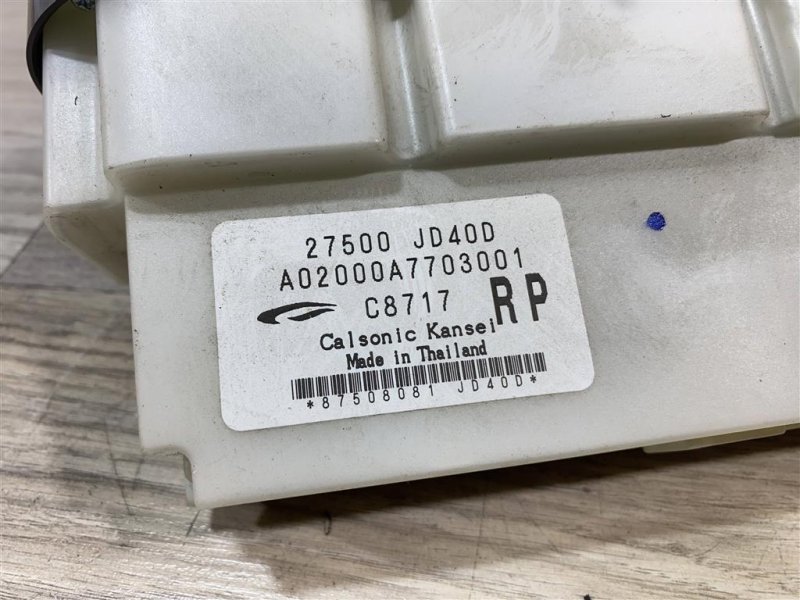 27500 JD40D
A02000A7703001
C8717 RP
Calsonic Kansei
Made in Thailand
*87508081 JD40D*